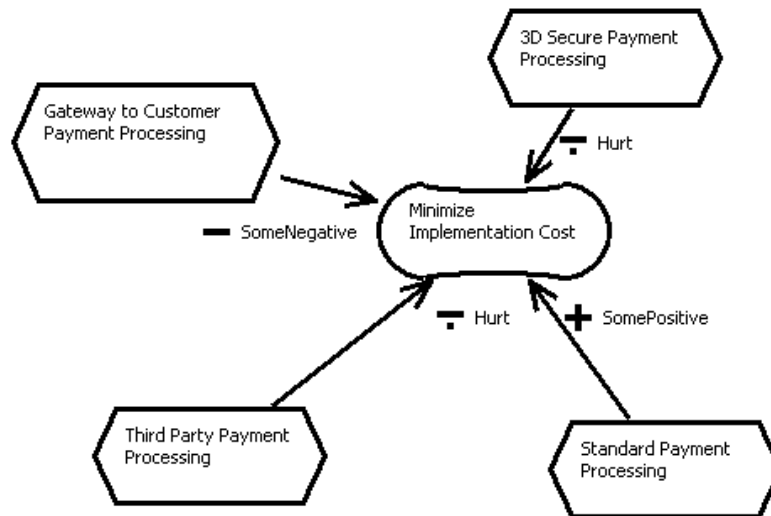 3D Secure Payment
Processing
Gateway to Customer
Payment Processing
Hurt
Minimize
Implementation Cost
SomeNegative
Hurt
SomePositive
Third Party Payment
Processing
Standard Payment
Processing